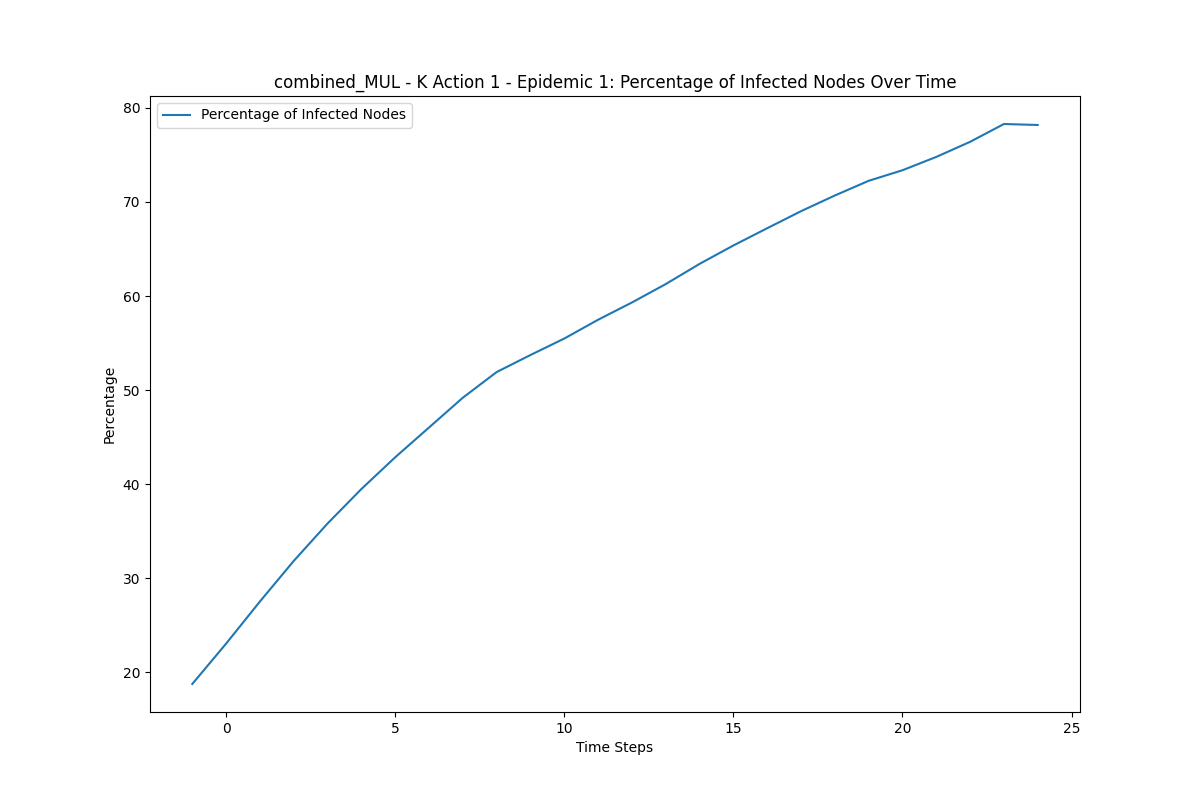 combined_MUL - K Action 1 - Epidemic 1: Percentage of Infected Nodes Over Time
Percentage of Infected Nodes
80
70
60
50
40
30
20
Percentage
0 5 10 15 20 25
Time Steps